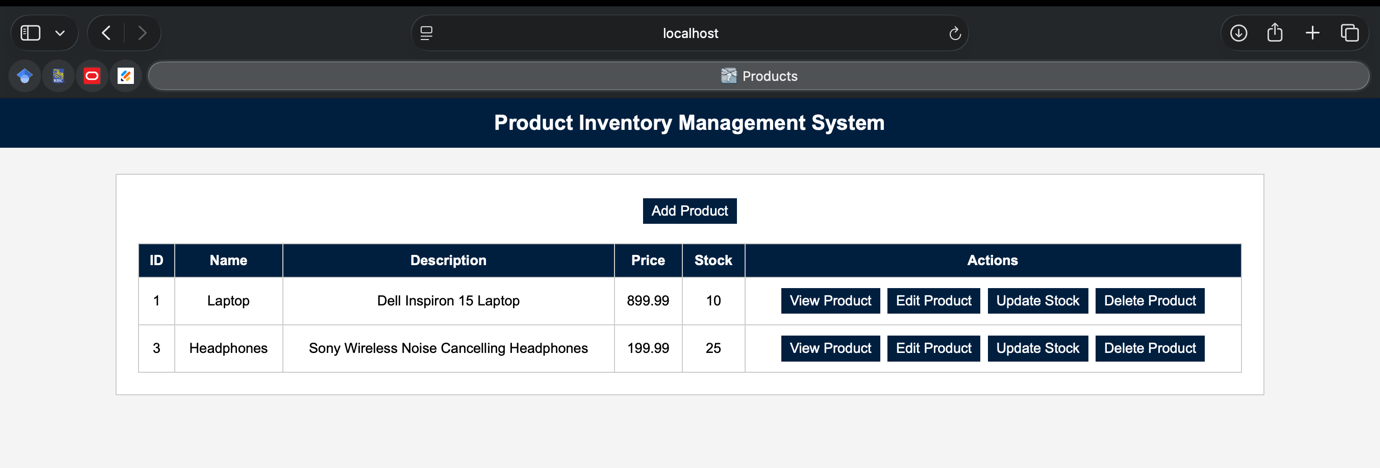 localhost
Products
Product Inventory Management System
Add Product
ID Name Description Price Stock Actions
1 Laptop Dell Inspiron 15 Laptop 899.99 10 View Product Edit Product Update Stock Delete Product
3 Headphones Sony Wireless Noise Cancelling Headphones 199.99 25 View Product Edit Product Update Stock Delete Product